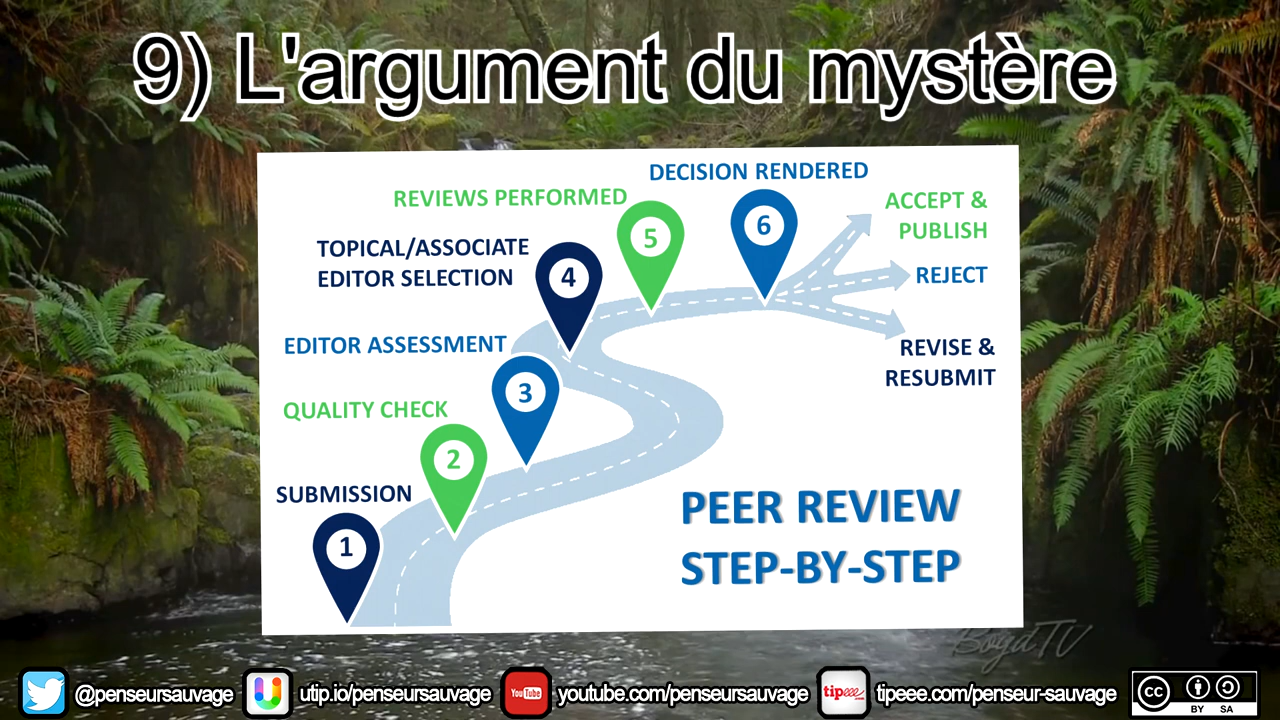 9) L'argument du mystère
DECISION RENDERED
REVIEWS PERFORMED
ACCEPT &
PUBLISH
TOPICAL/ASSOCIATE
EDITOR SELECTION
REJECT
EDITOR ASSESSMENT
REVISE &
RESUBMIT
QUALITY CHECK
SUBMISSION
6
5
4
3
2
1
PEER REVIEW
STEP-BY-STEP
BogdTV
@penseursauvage
utip.io/penseursauvage
YouTube
youtube.com/penseursauvage
tipeee
tipeee.com/penseur-sauvage
cc
BY SA